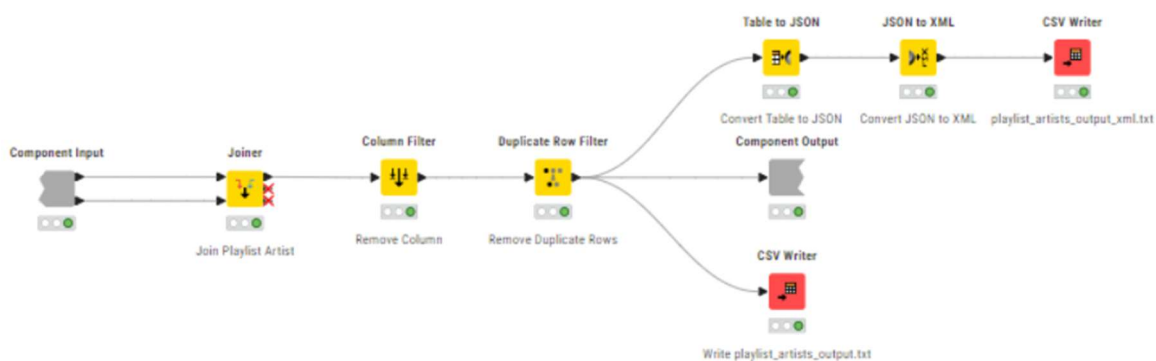 Table to JSON
JSON to XML
CSV Writer
Convert Table to JSON
Convert JSON to XML
playlist_artists_output_xml.txt
Component Input
Joiner
Column Filter
Duplicate Row Filter
Component Output
Join Playlist Artist
Remove Column
Remove Duplicate Rows
CSV Writer
Write playlist_artists_output.txt